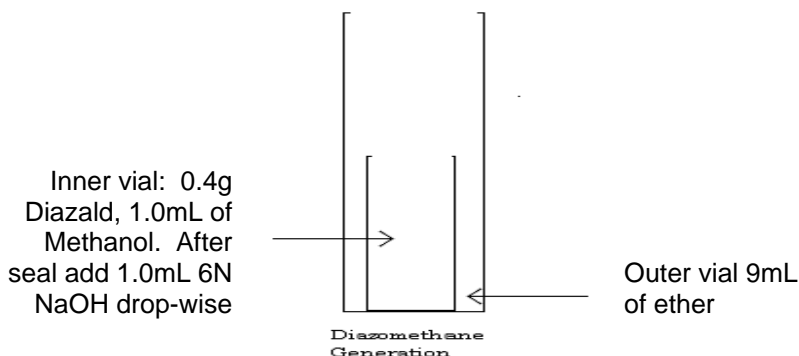 Inner vial: 0.4g
Diazald, 1.0mL of
Methanol. After
seal add 1.0mL 6N
NaOH drop-wise
Outer vial 9mL
of ether
Diazomethane
Generation